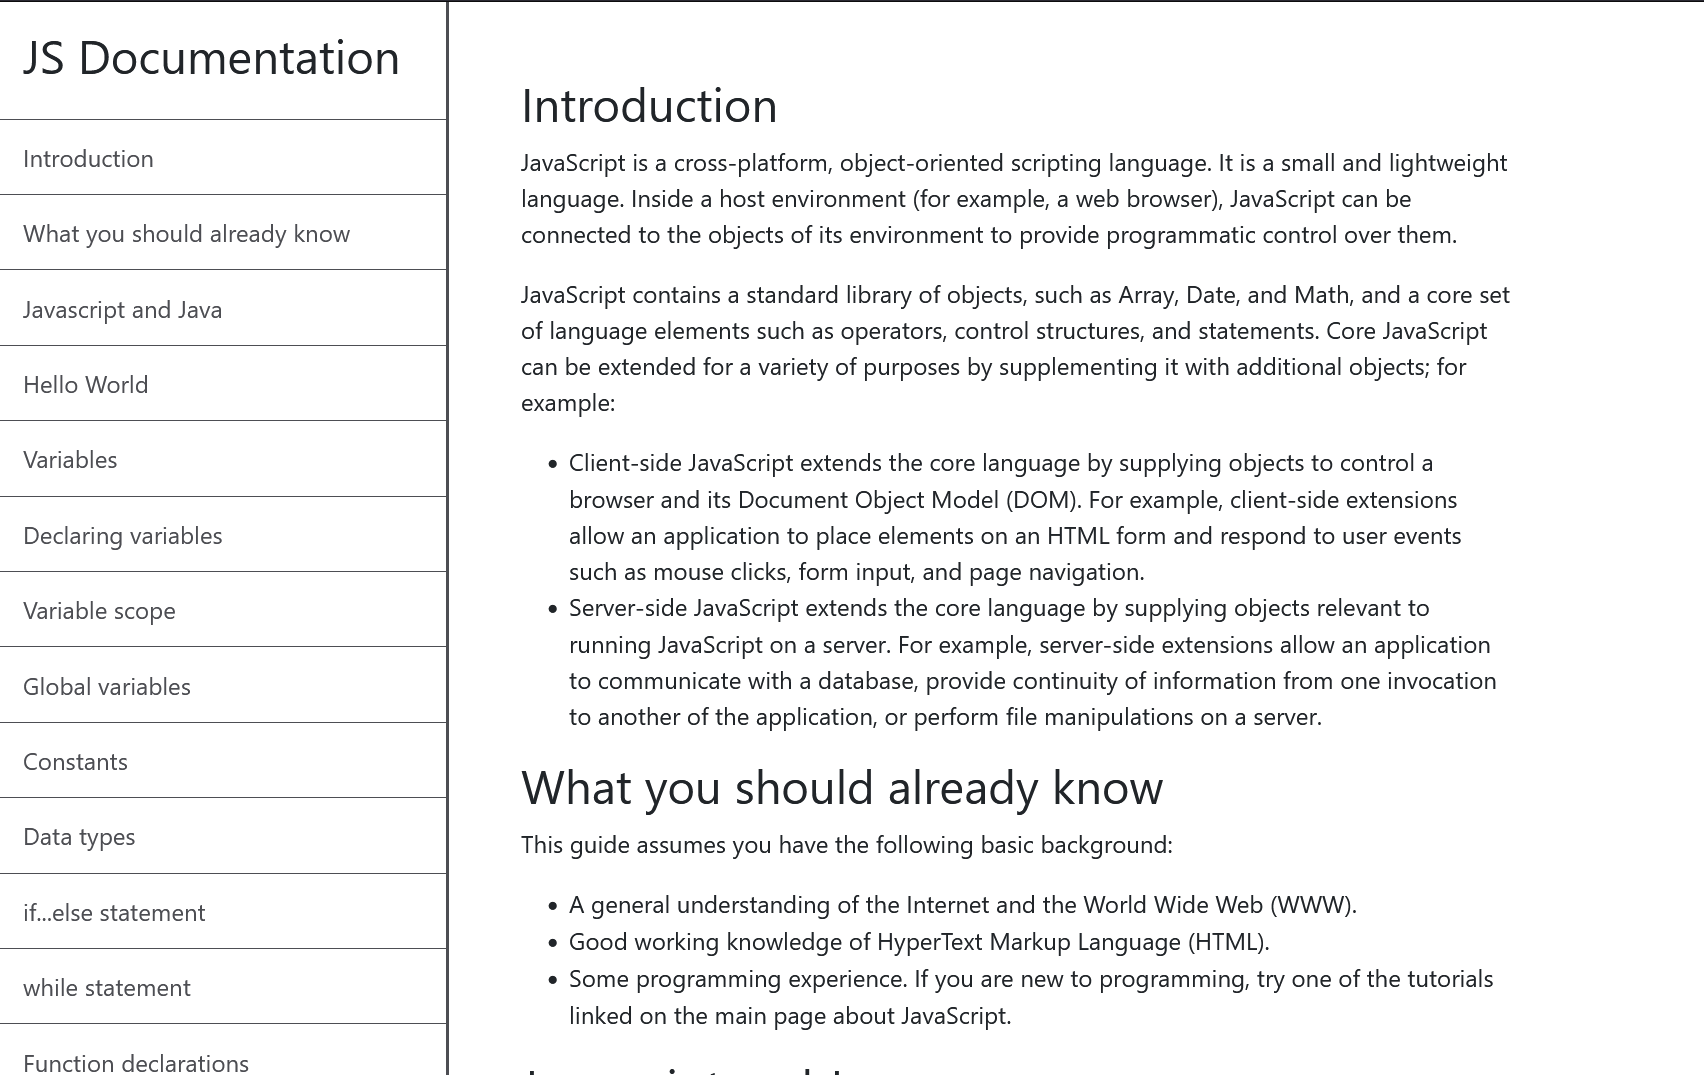 JS Documentation
Introduction
What you should already know
Javascript and Java
Hello World
Variables
Declaring variables
Variable scope
Global variables
Constants
Data types
if...else statement
while statement
Function declarations
Introduction
JavaScript is a cross-platform, object-oriented scripting language. It is a small and lightweight
language. Inside a host environment (for example, a web browser), JavaScript can be
connected to the objects of its environment to provide programmatic control over them.
JavaScript contains a standard library of objects, such as Array, Date, and Math, and a core set
of language elements such as operators, control structures, and statements. Core JavaScript
can be extended for a variety of purposes by supplementing it with additional objects; for
example:
• Client-side JavaScript extends the core language by supplying objects to control a
browser and its Document Object Model (DOM). For example, client-side extensions
allow an application to place elements on an HTML form and respond to user events
such as mouse clicks, form input, and page navigation.
• Server-side JavaScript extends the core language by supplying objects relevant to
running JavaScript on a server. For example, server-side extensions allow an application
to communicate with a database, provide continuity of information from one invocation
to another of the application, or perform file manipulations on a server.
What you should already know
This guide assumes you have the following basic background:
• A general understanding of the Internet and the World Wide Web (WWW).
• Good working knowledge of HyperText Markup Language (HTML).
• Some programming experience. If you are new to programming, try one of the tutorials
linked on the main page about JavaScript.